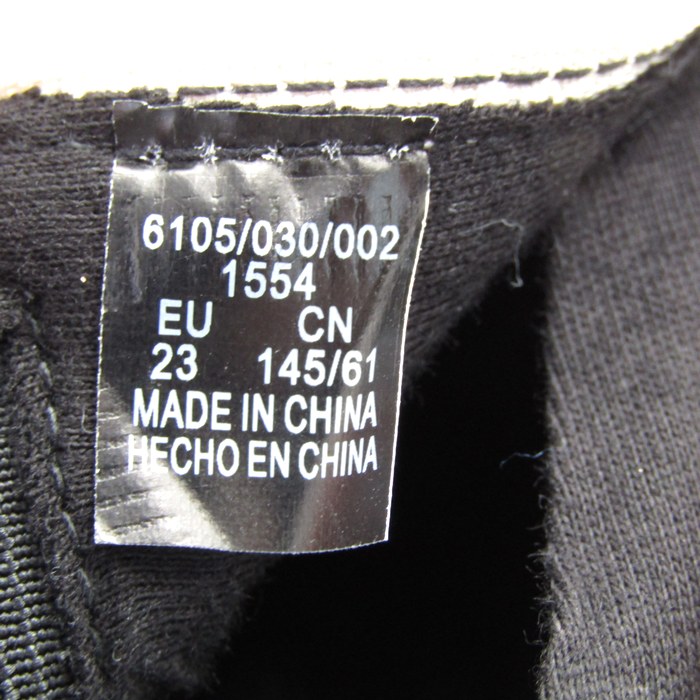 6105/030/002
1554
EU CN
23 145/61
MADE IN CHINA
HECHO EN CHINA